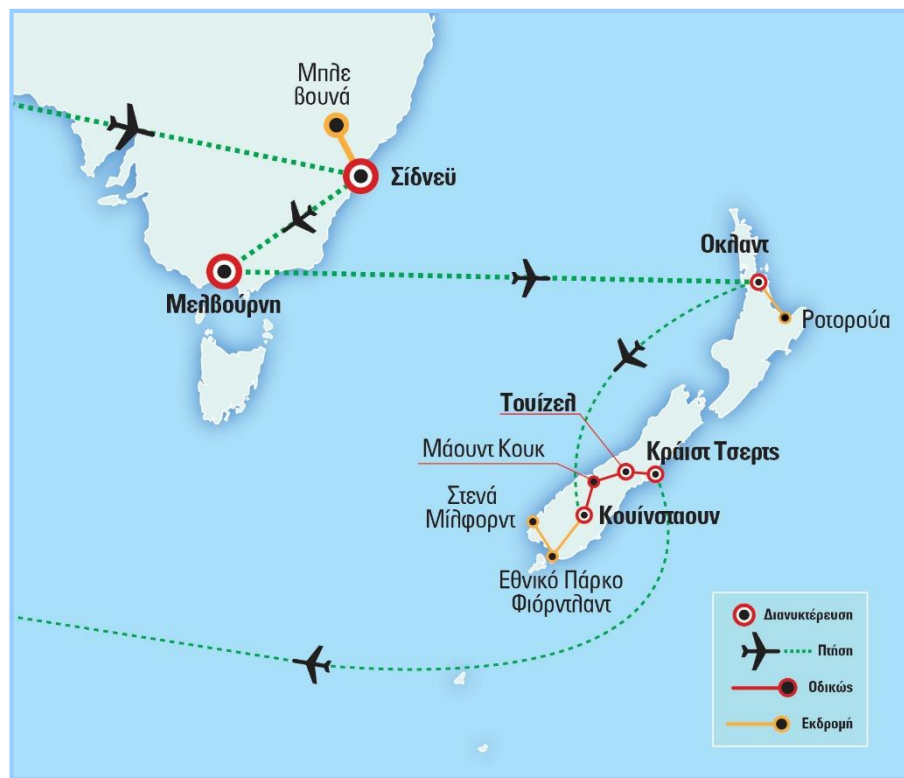 Μπλε
βουνά
Σίδνεϋ
Μελβούρνη
Οκλαντ
Ροτορούα
Τουίζελ
Μάουντ Κουκ
Κράιστ Τσερτς
Στενά
Μίλφορντ
Κουίνσταουν
Εθνικό Πάρκο
Φιόρντλαντ
Διανυκτέρευση
Πτήση
Οδικώς
Εκδρομή